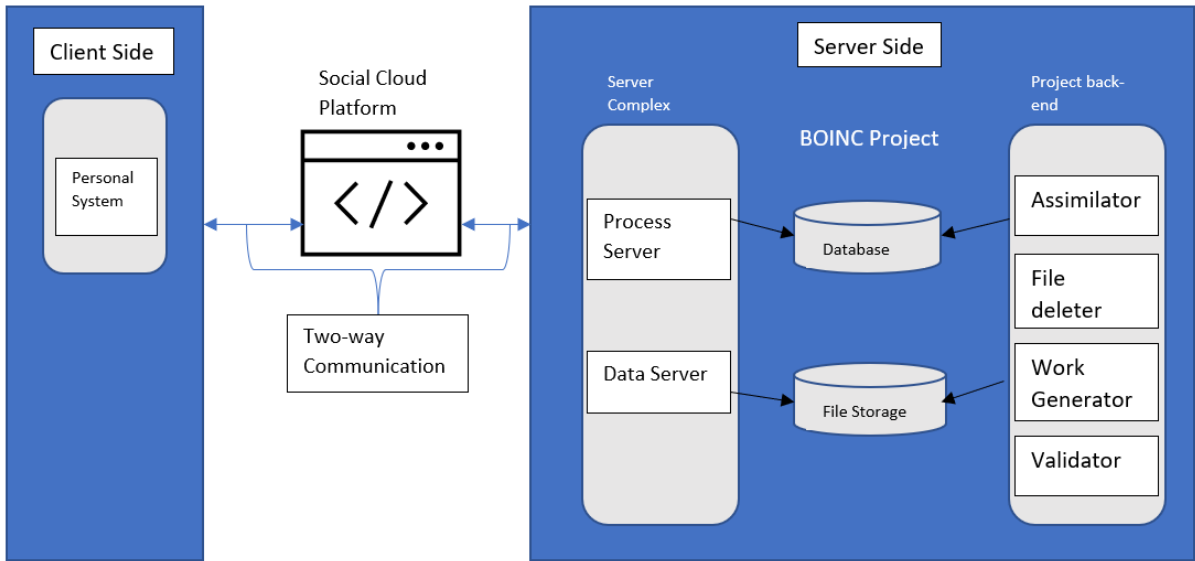 Client Side
Personal
System
Social Cloud
Platform
Two-way
Communication
Server Side
Server
Complex
Process
Server
Data Server
BOINC Project
Database
File Storage
Project back-
end
Assimilator
File
deleter
Work
Generator
Validator